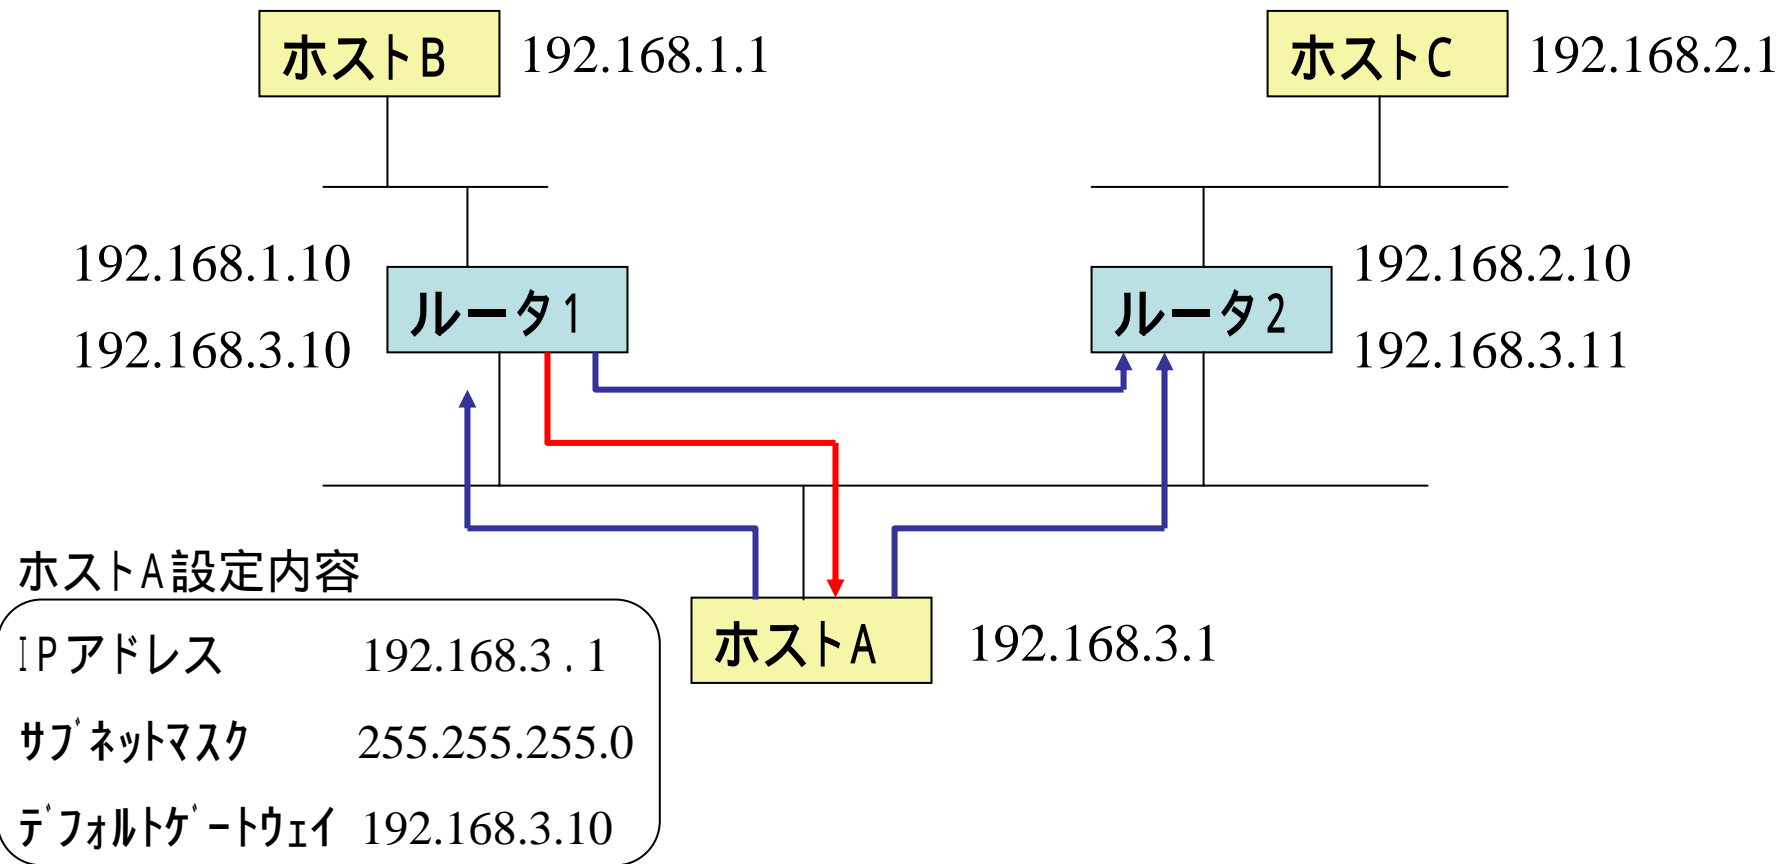 ホストB 192.168.1.1
ホストC 192.168.2.1
192.168.1.10
192.168.3.10
ルータ1
ルータ2
192.168.2.10
192.168.3.11
ホストA設定内容
IPアドレス 192.168.3.1
サブネットマスク 255.255.255.0
デフォルトゲートウェイ 192.168.3.10
ホストA 192.168.3.1